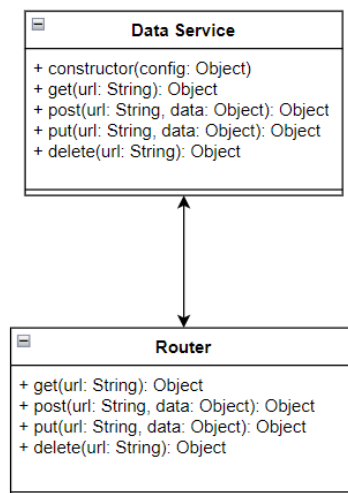 Data Service
+ constructor(config: Object)
+ get(url: String): Object
+ post(url: String, data: Object): Object
+ put(url: String, data: Object): Object
+ delete(url: String): Object
Router
+ get(url: String): Object
+ post(url: String, data: Object): Object
+ put(url: String, data: Object): Object
+ delete(url: String): Object